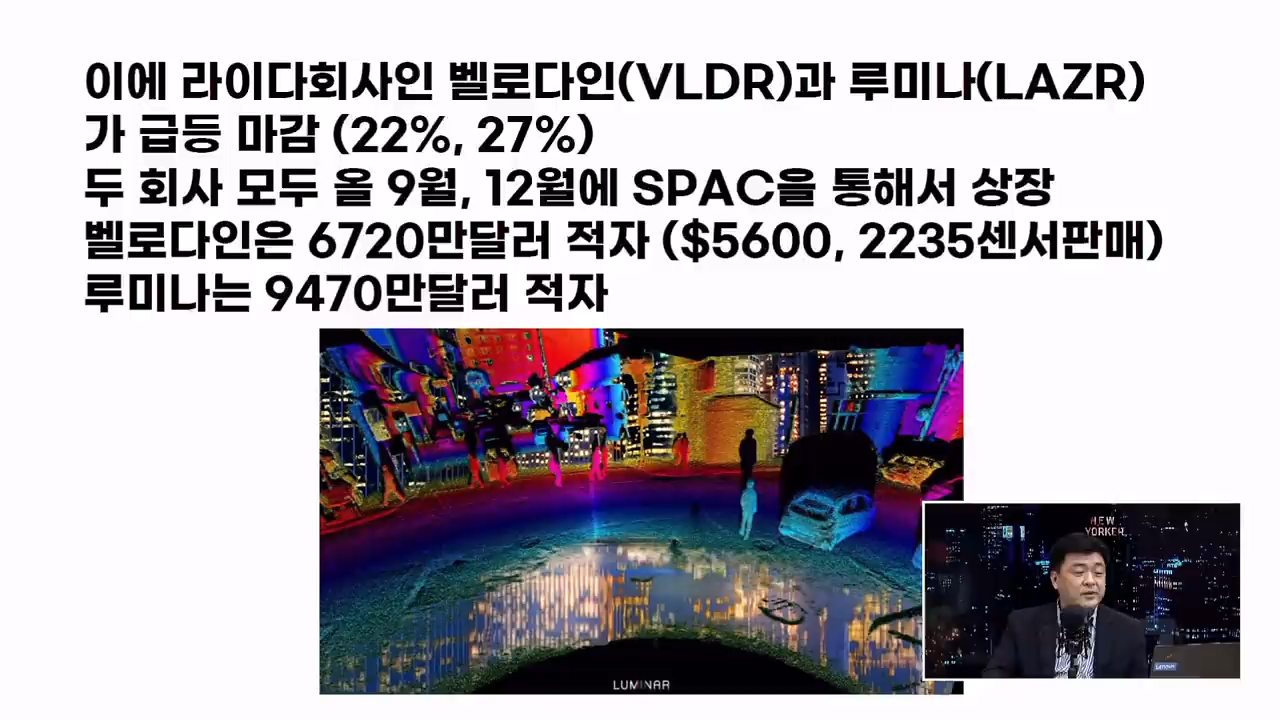 이에 라이다회사인 벨로다인(VLDR)과 루미나(LAZR)
가 급등 마감 (22%, 27%)
두 회사 모두 올 9월, 12월에 SPAC을 통해서 상장
벨로다인은 6720만달러 적자 ($5600, 2235센서판매)
루미나는 9470만달러 적자
NEW
YORKER
Lenovo
LUMINAR